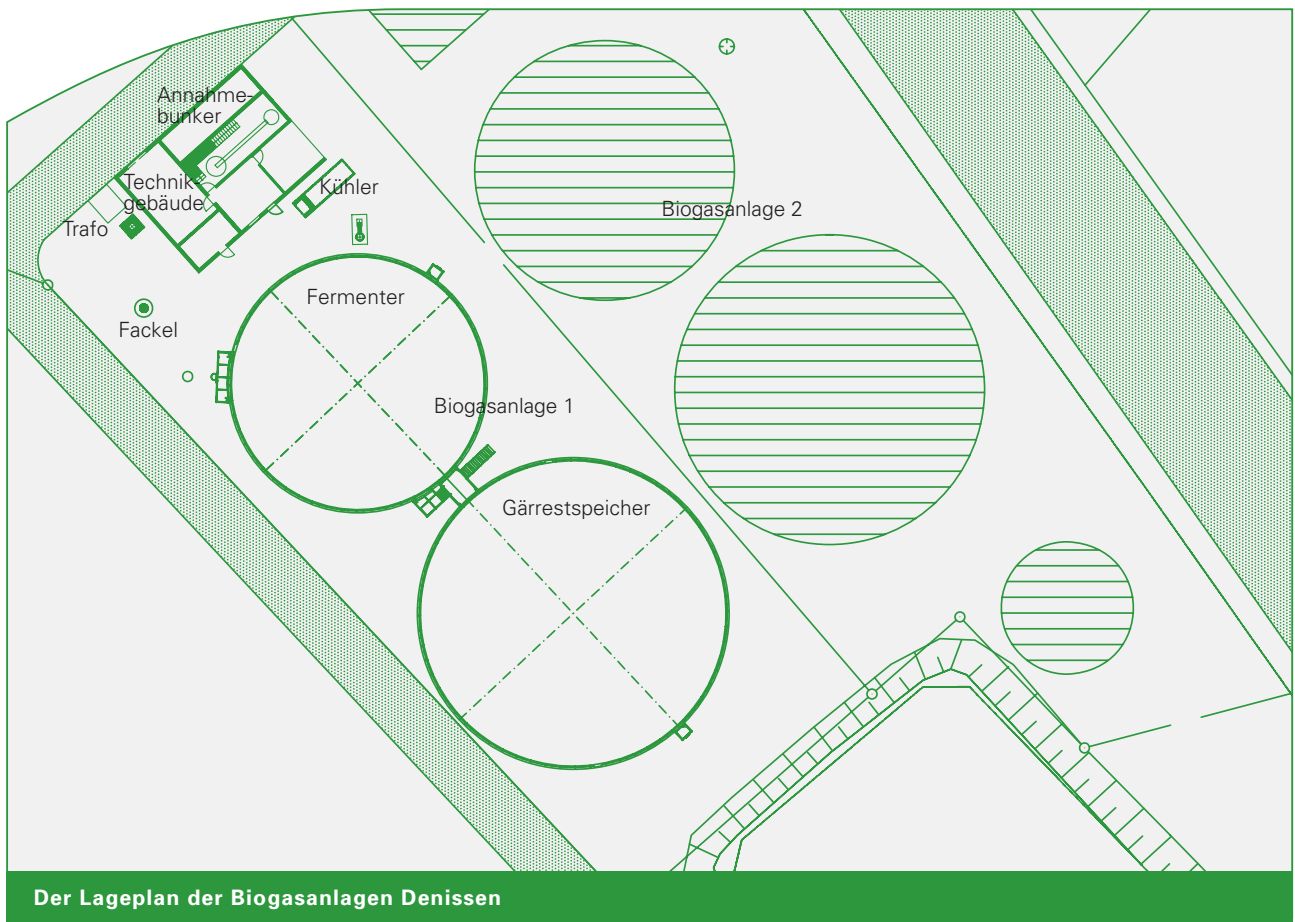 Annahme-
bunker
Technik-
gebäude
Kühler
Trafo
Biogasanlage 2
Fermenter
Fackel
Biogasanlage 1
Gärrestspeicher
Der Lageplan der Biogasanlagen Denissen